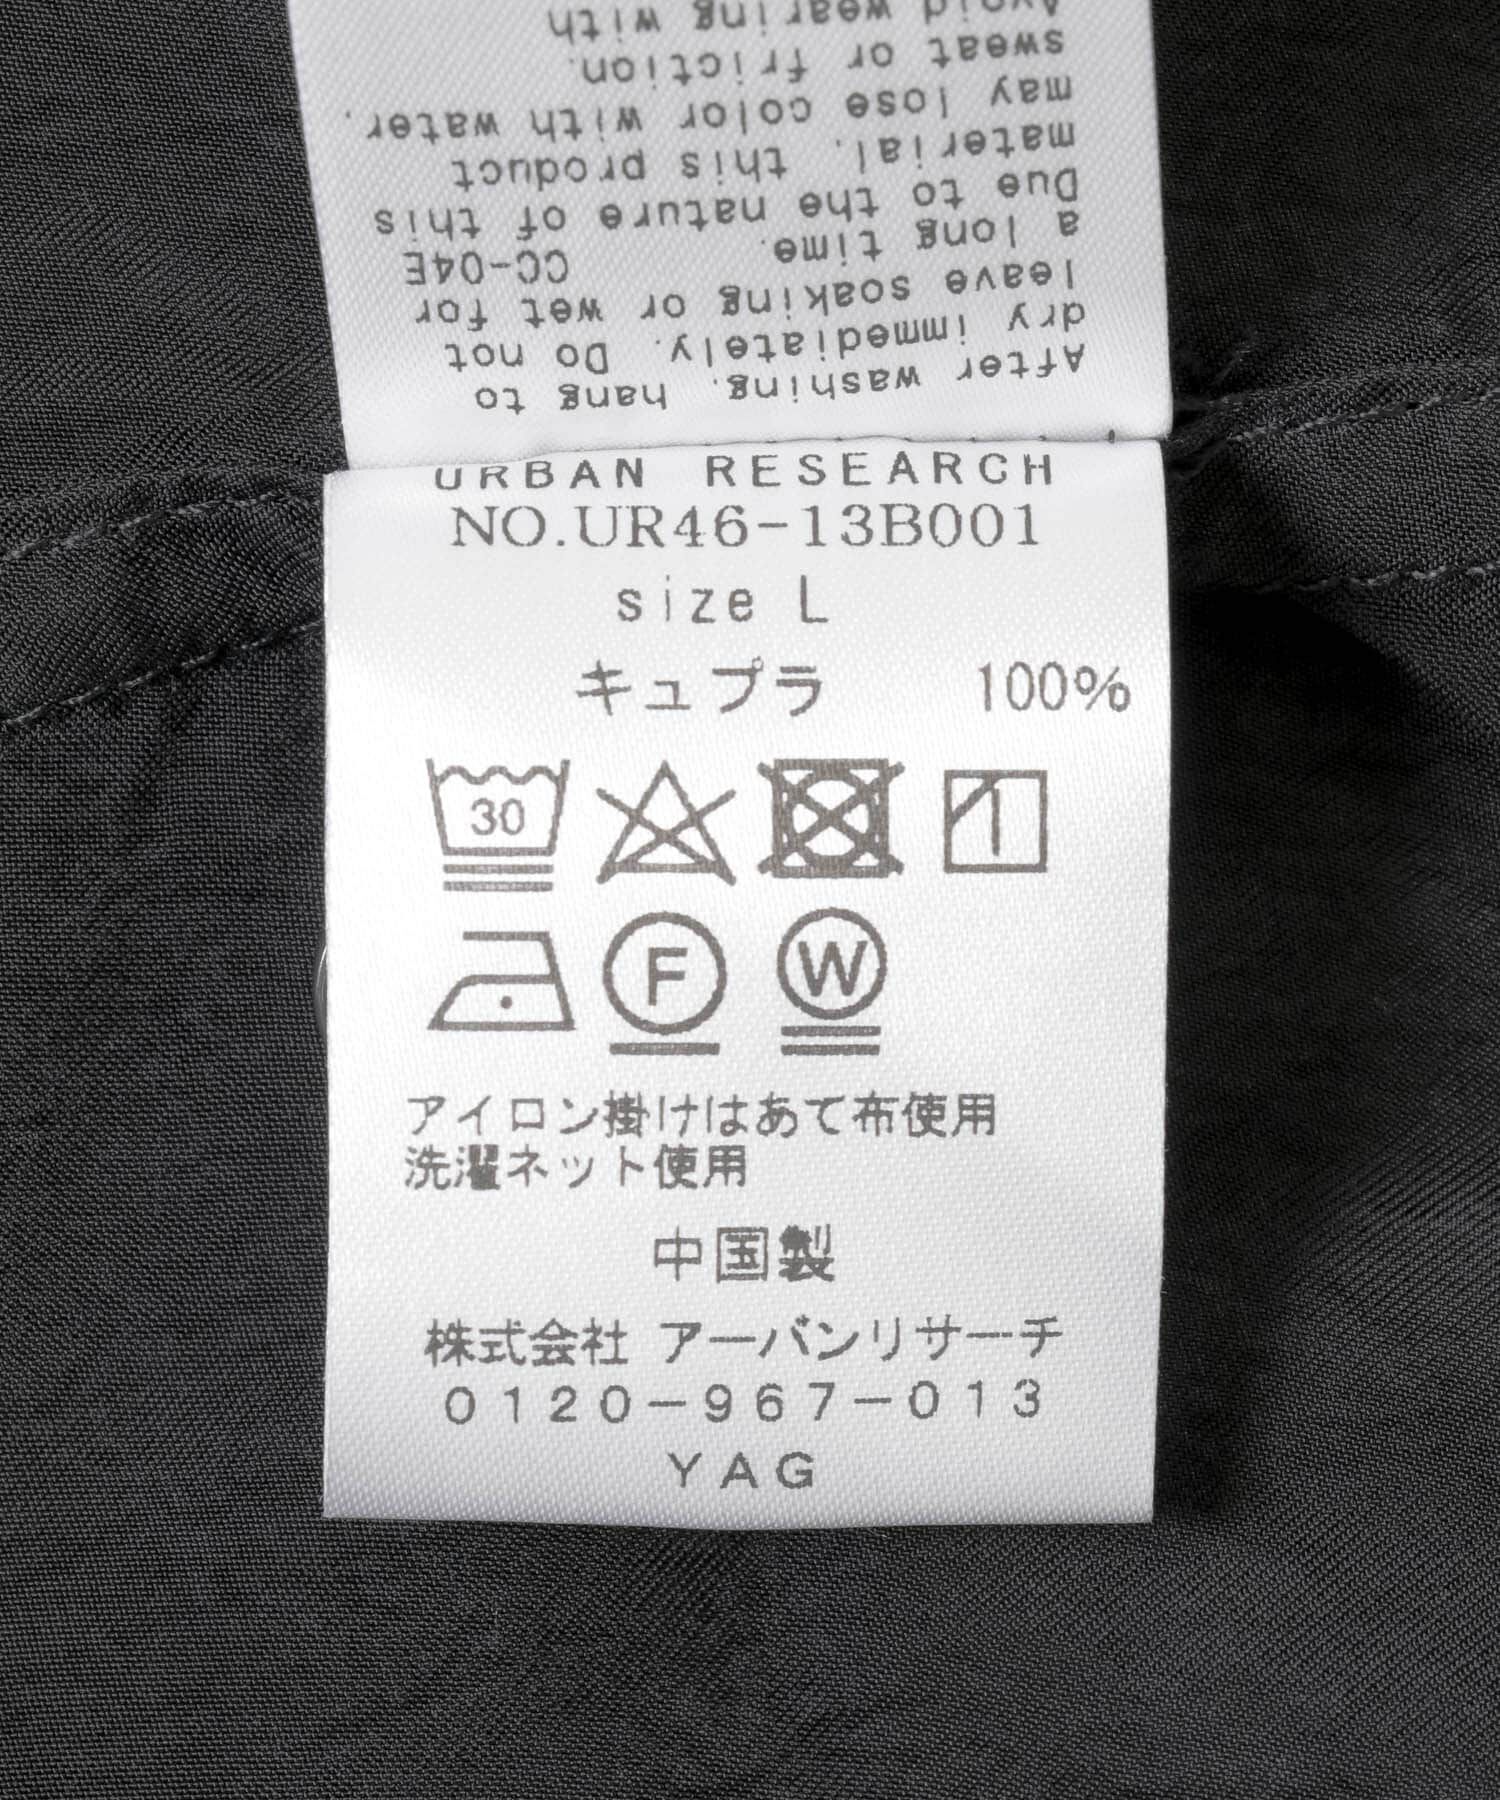 Avoid wearing with
sweat or friction.
may lose color with water.
material. this product
Due to the nature of this
a long time. CC-04E
leave soaking or wet for
dry immediately. Do not
After washing. hang to
URBAN RESEARCH
NO.UR46-13B001
size L
キュプラ 100%
30
F W
アイロン掛けはあて布使用
洗濯ネット使用
中国製
株式会社 アーバンリサーチ
0120-967-013
YAG